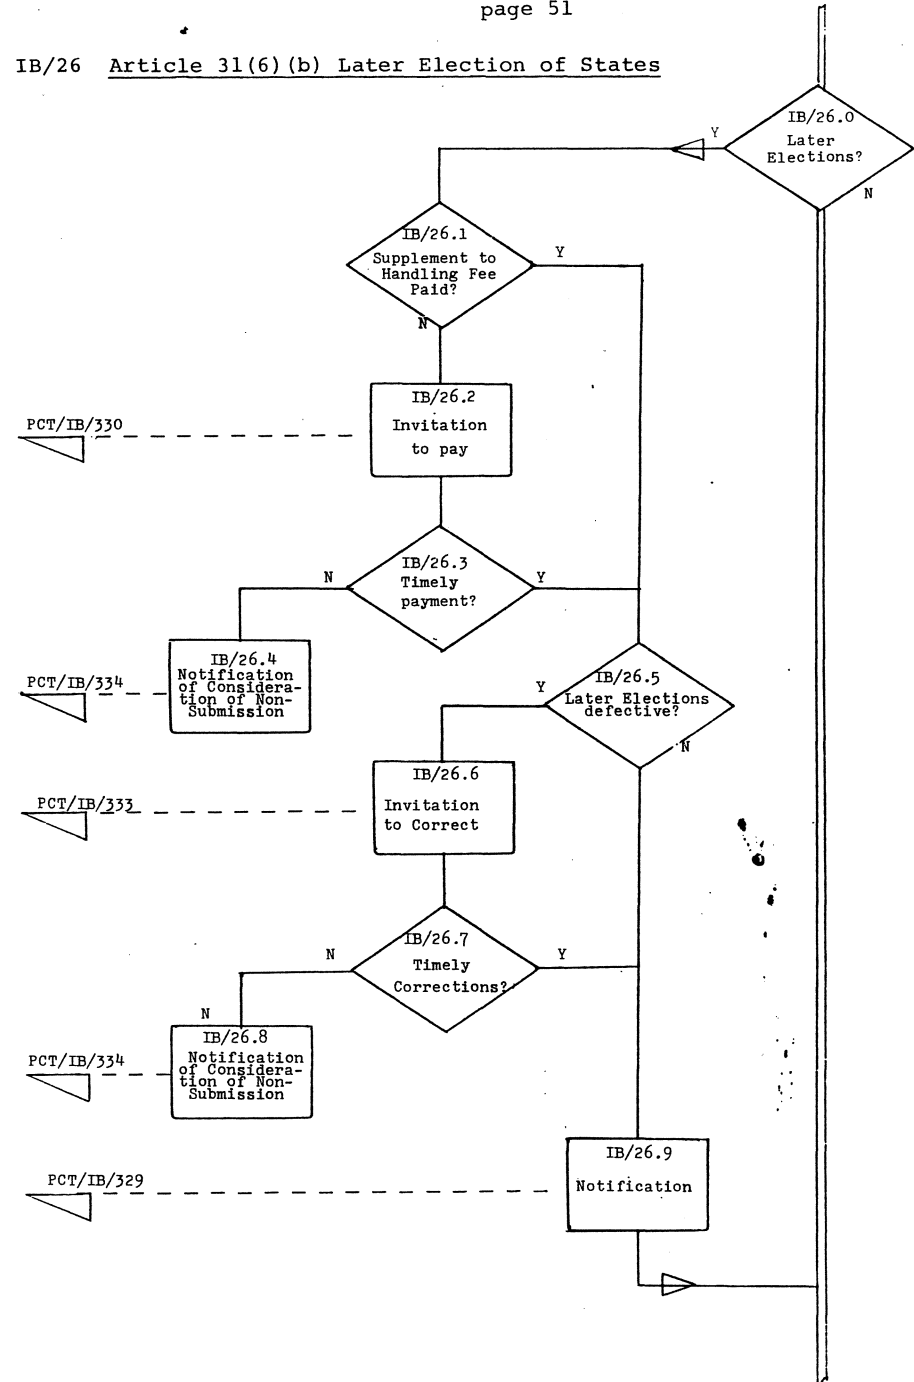 page 51
IB/26 Article 31(6)(b) Later Election of States
IB/26.0
Later
Elections?
Y
N
IB/26.1
Supplement to
Handling Fee
Paid?
Y
N
IB/26.2
Invitation
to pay
PCT/IB/330
IB/26.3
Timely
payment?
N
Y
IB/26.4
Notification
of Considera-
tion of Non-
Submission
PCT/IB/334
IB/26.5
Later Elections
defective?
Y
N
IB/26.6
Invitation
to Correct
PCT/IB/333
IB/26.7
Timely
Corrections?
N
Y
N
IB/26.8
Notification
of Considera-
tion of Non-
Submission
PCT/IB/334
IB/26.9
Notification
PCT/IB/329